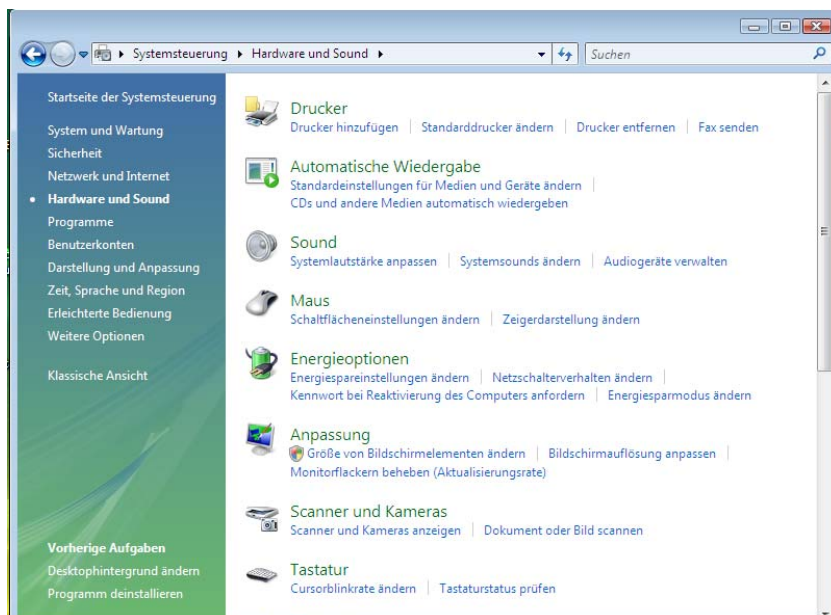 Systemsteuerung ▸ Hardware und Sound ▸
Suchen
Startseite der Systemsteuerung
System und Wartung
Sicherheit
Netzwerk und Internet
• Hardware und Sound
Programme
Benutzerkonten
Darstellung und Anpassung
Zeit, Sprache und Region
Erleichterte Bedienung
Weitere Optionen
Klassische Ansicht
Vorherige Aufgaben
Desktophintergrund ändern
Programm deinstallieren
Drucker
Drucker hinzufügen | Standarddrucker ändern | Drucker entfernen | Fax senden
Automatische Wiedergabe
Standardeinstellungen für Medien und Geräte ändern |
CDs und andere Medien automatisch wiedergeben
Sound
Systemlautstärke anpassen | Systemsounds ändern | Audiogeräte verwalten
Maus
Schaltflächeneinstellungen ändern | Zeigerdarstellung ändern
Energieoptionen
Energiespareinstellungen ändern | Netzschalterverhalten ändern |
Kennwort bei Reaktivierung des Computers anfordern | Energiesparmodus ändern
Anpassung
Größe von Bildschirmelementen ändern | Bildschirmauflösung anpassen |
Monitorflackern beheben (Aktualisierungsrate)
Scanner und Kameras
Scanner und Kameras anzeigen | Dokument oder Bild scannen
Tastatur
Cursorblinkrate ändern | Tastaturstatus prüfen